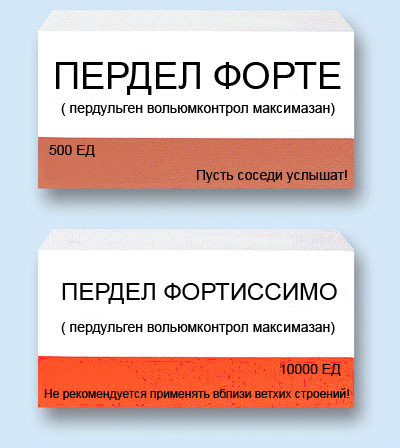 ПЕРДЕЛ ФОРТЕ
( пердульген вольюмконтрол максимазан)
500 ЕД
Пусть соседи услышат!
ПЕРДЕЛ ФОРТИССИМО
( пердульген вольюмконтрол максимазан)
10000 ЕД
Не рекомендуется применять вблизи ветхих строений!